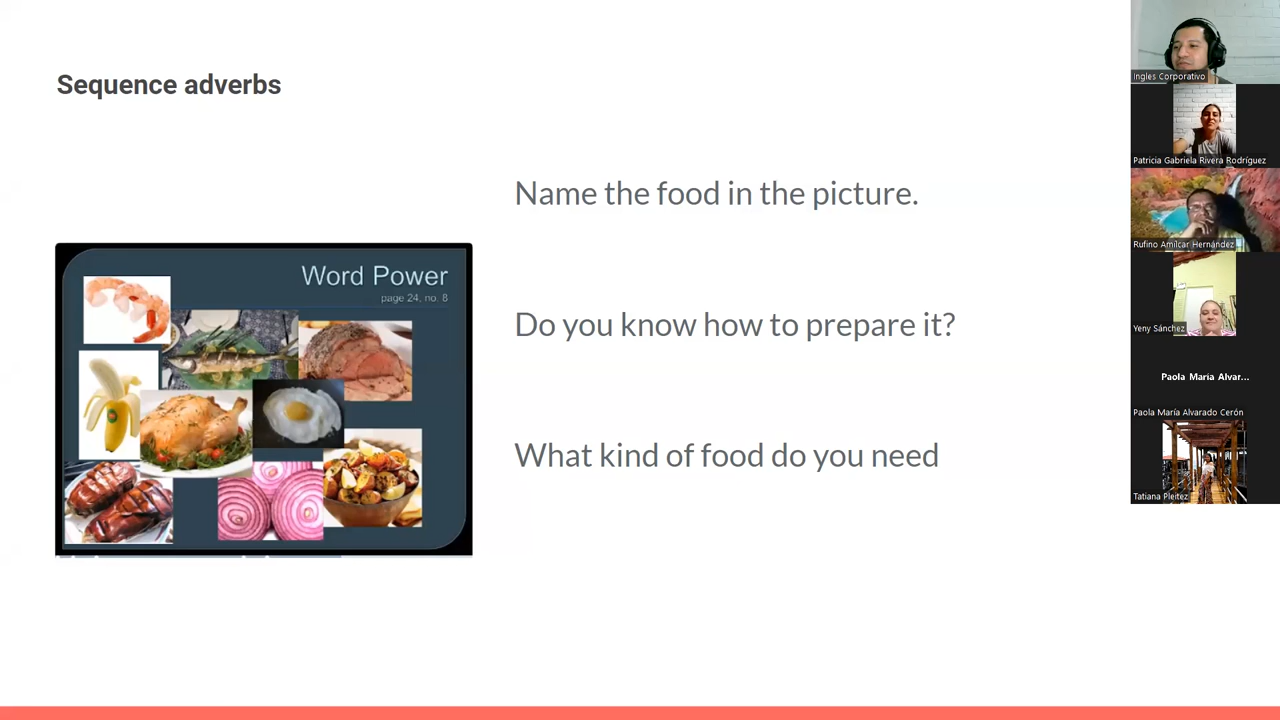 Sequence adverbs
Name the food in the picture.
Do you know how to prepare it?
What kind of food do you need
Word Power
page 24, no. 8
Ingles Corporativo
Patricia Gabriela Rivera Rodríguez
Rufino Amilcar Hernández
Yeny Sánchez
Paola María Alvar...
Paola María Alvarado Cerón
Tatiana Pleitez